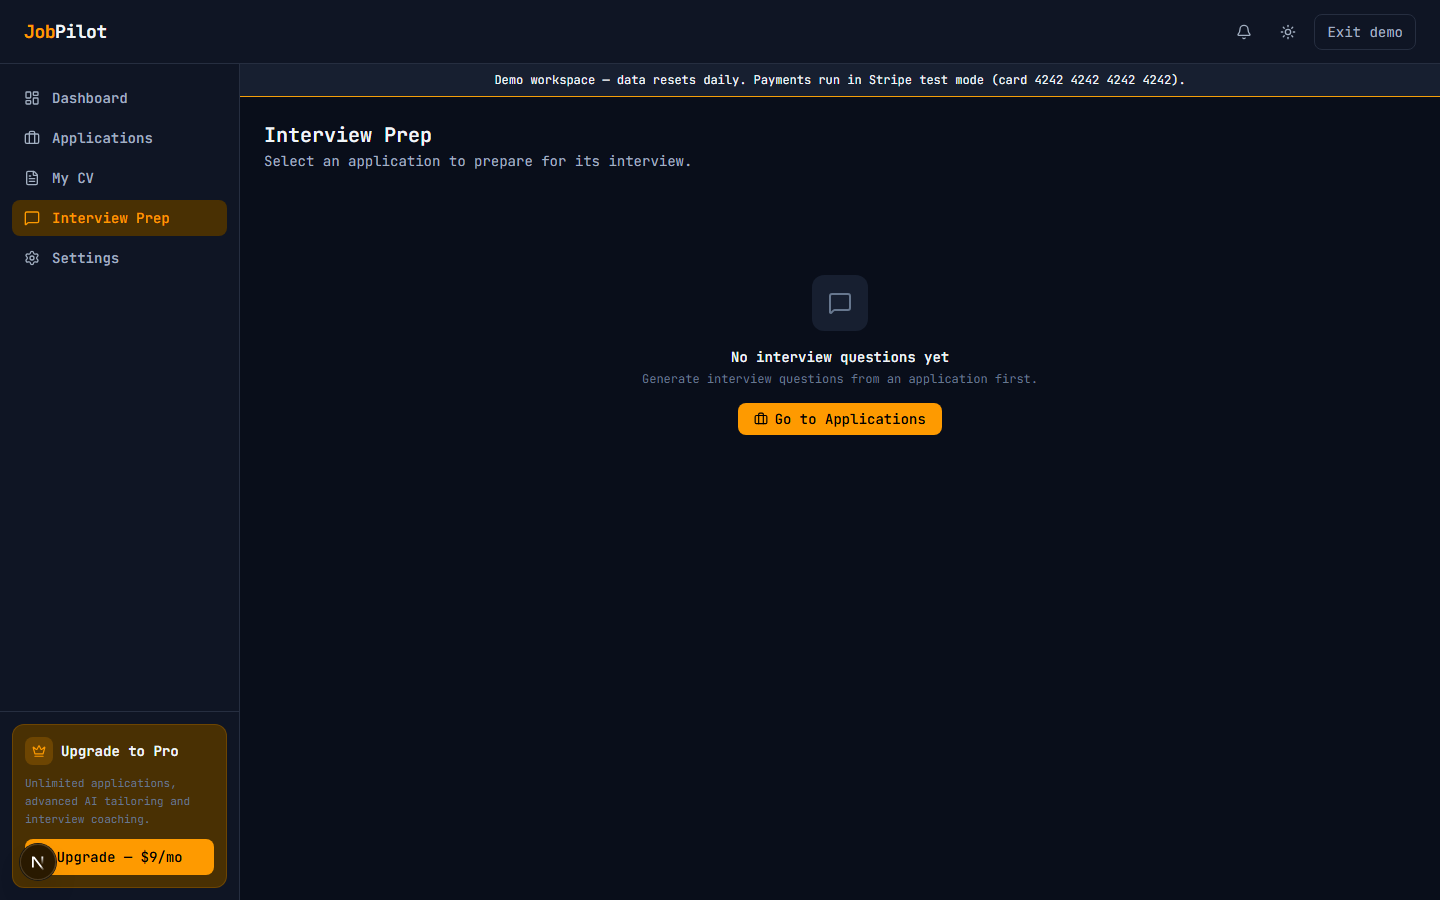 JobPilot
Exit demo
Dashboard
Applications
My CV
Interview Prep
Settings
Demo workspace — data resets daily. Payments run in Stripe test mode (card 4242 4242 4242 4242).
Interview Prep
Select an application to prepare for its interview.
No interview questions yet
Generate interview questions from an application first.
Go to Applications
Upgrade to Pro
Unlimited applications,
advanced AI tailoring and
interview coaching.
Upgrade — $9/mo
N